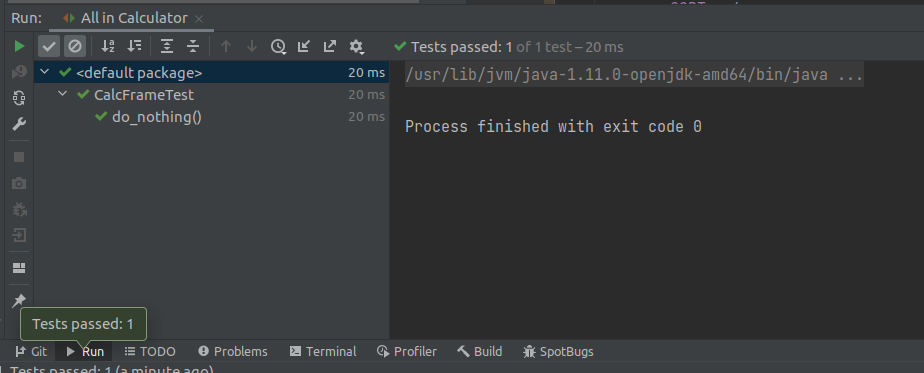 Run: All in Calculator
Tests passed: 1 of 1 test – 20 ms
<default package> 20 ms
CalcFrameTest 20 ms
do_nothing() 20 ms
/usr/lib/jvm/java-1.11.0-openjdk-amd64/bin/java ...
Process finished with exit code 0
Tests passed: 1
Git Run TODO Problems Terminal Profiler Build SpotBugs
Tests passed: 1 (a minute ago)